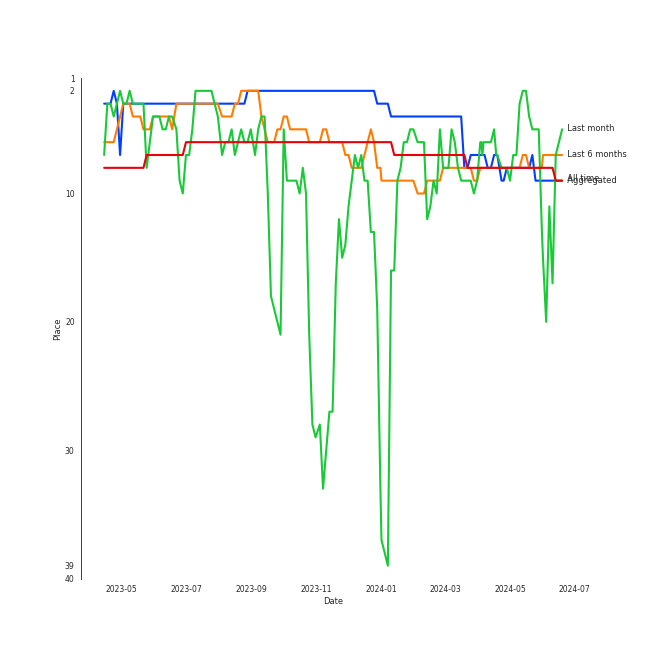 1
2
10
20
30
39
40
Place
2023-05
2023-07
2023-09
2023-11
2024-01
2024-03
2024-05
2024-07
Date
Last month
Last 6 months
All time
Aggregated